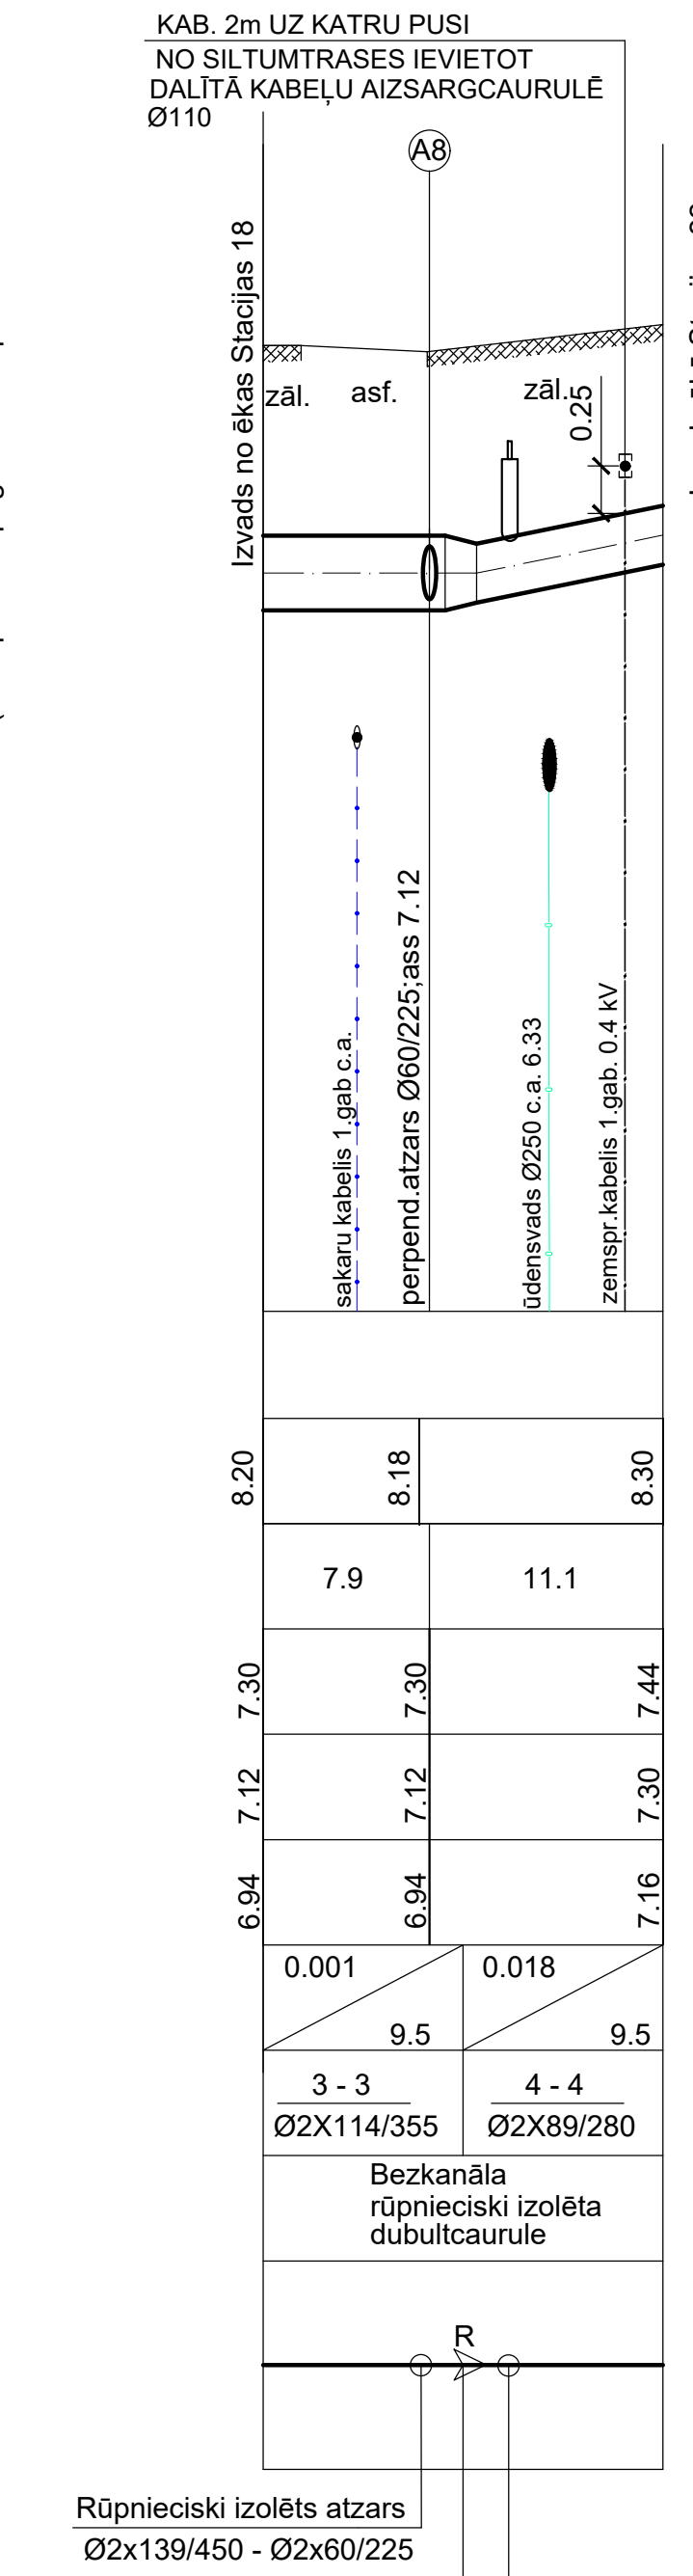 KAB. 2m UZ KATRU PUSI
NO SILTUMTRASES IEVIETOT
DALĪTĀ KABEĻU AIZSARGCAURULĒ
Ø110
A8
Izvads no ēkas Stacijas 18
zāl.
asf.
zāl.
0.25
sakaru kabelis 1.gab c.a.
perpend.atzars Ø60/225;ass 7.12
ūdensvads Ø250 c.a. 6.33
zemspr.kabelis 1.gab. 0.4 kV
8.20 8.18 8.30
7.9 11.1
7.30 7.30 7.44
7.12 7.12 7.30
6.94 6.94 7.16
0.001 0.018
9.5 9.5
3 - 3 4 - 4
Ø2X114/355 Ø2X89/280
Bezkanāla
rūpnieciski izolēta
dubultcaurule
R
Rūpnieciski izolēts atzars
Ø2x139/450 - Ø2x60/225